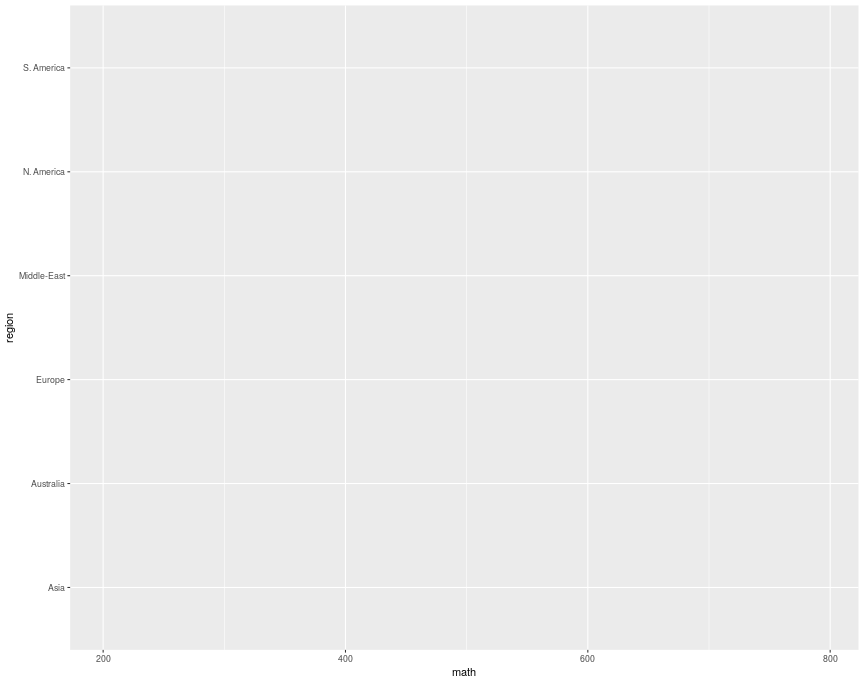 S. America
N. America
Middle-East
Europe
Australia
Asia
region
200 400 600 800
math